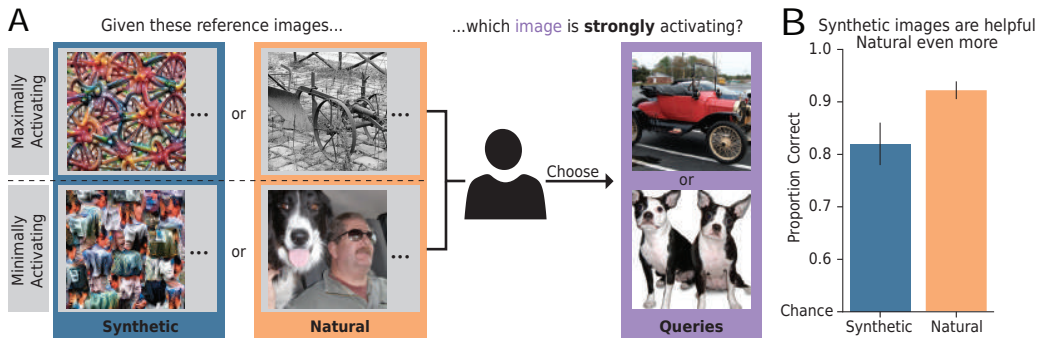 A
Given these reference images...
...which image is strongly activating?
Maximally
Activating
...
or
...
Minimally
Activating
...
or
...
Choose
or
Synthetic
Natural
Queries
B
Synthetic images are helpful
Natural even more
Proportion Correct
1.0
0.9
0.8
0.7
0.6
Chance
Synthetic
Natural